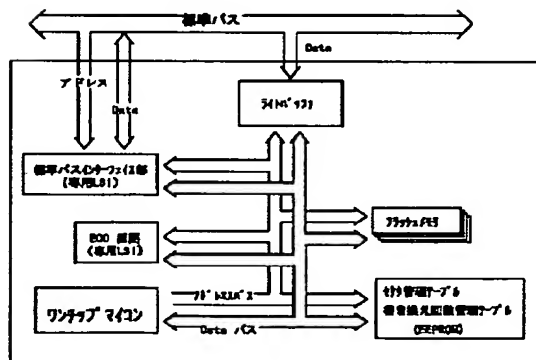 標準バス
Data
アドレス
Data
ライトバッファ
標準バスインターフェイス部
(専用LSI)
ECC 回路
(専用LSI)
フラッシュメモリ
ワンチップマイコン
アドレスバス
Data バス
セクタ管理テーブル
書き換え回数管理テーブル
(EEPROM)